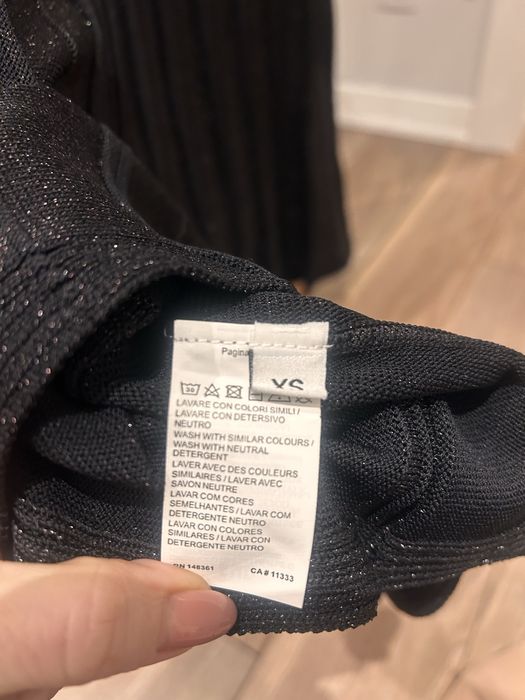 Pagina
XS
30
LAVARE CON COLORI SIMILI /
LAVARE CON DETERSIVO
NEUTRO
WASH WITH SIMILAR COLOURS /
WASH WITH NEUTRAL
DETERGENT
LAVER AVEC DES COULEURS
SIMILAIRES / LAVER AVEC
SAVON NEUTRE
LAVAR COM CORES
SEMELHANTES / LAVAR COM
DETERGENTE NEUTRO
LAVAR CON COLORES
SIMILARES / LAVAR CON
DETERGENTE NEUTRO
RN 148361 CA # 11333